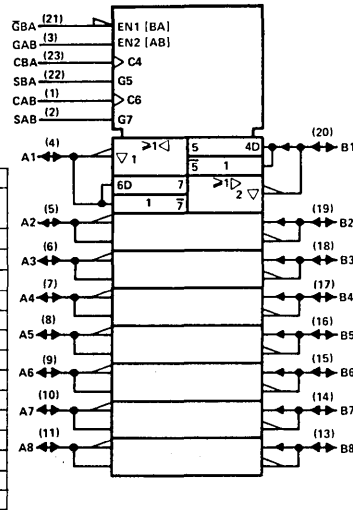 G̅BA (21) EN1 [BA]
GAB (3) EN2 [AB]
CBA (23) C4
SBA (22) G5
CAB (1) C6
SAB (2) G7
A1 (4) ▽1 ≥1◁ 5 4D (20) B1
5̅ 1
6D 7 ≥1▷
1 7̅ 2▽
A2 (5) (19) B2
A3 (6) (18) B3
A4 (7) (17) B4
A5 (8) (16) B5
A6 (9) (15) B6
A7 (10) (14) B7
A8 (11) (13) B8